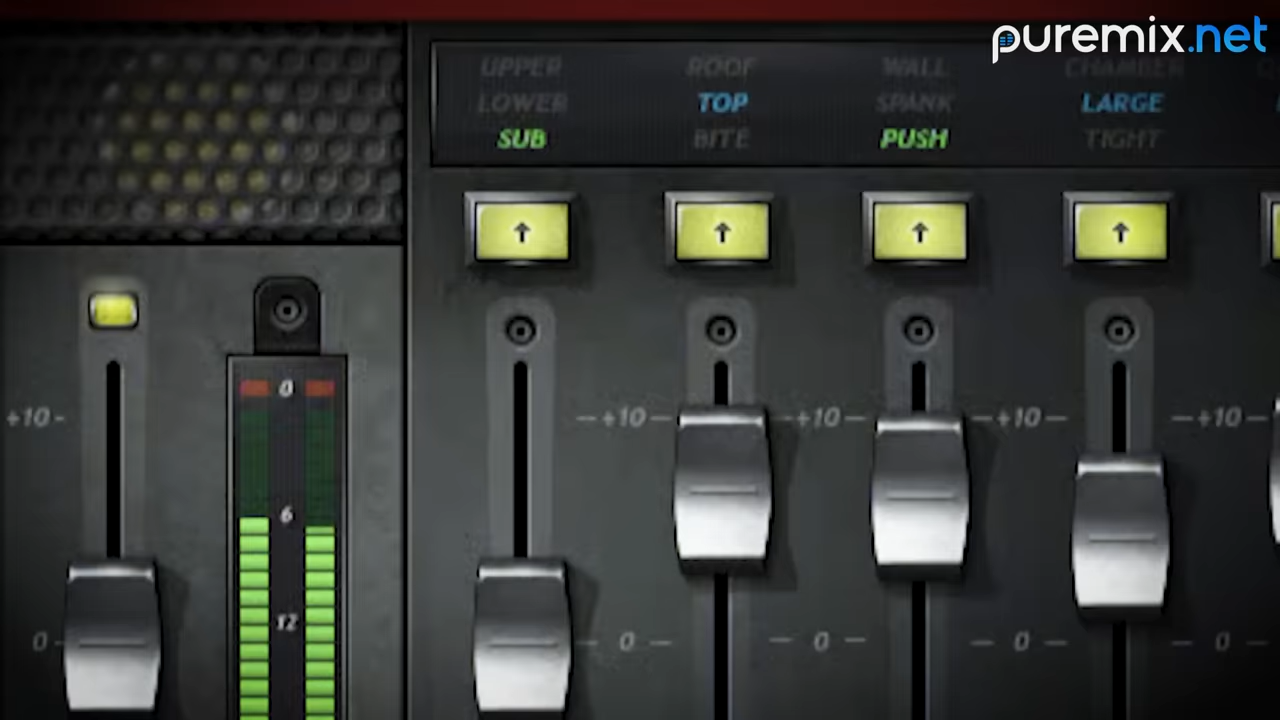 puremix.net
UPPER ROOF WALL CHAMBER
LOWER TOP SPANK LARGE
SUB BITE PUSH TIGHT
+10 0 +10 +10 +10 +10
6
12
0 0 0 0 0